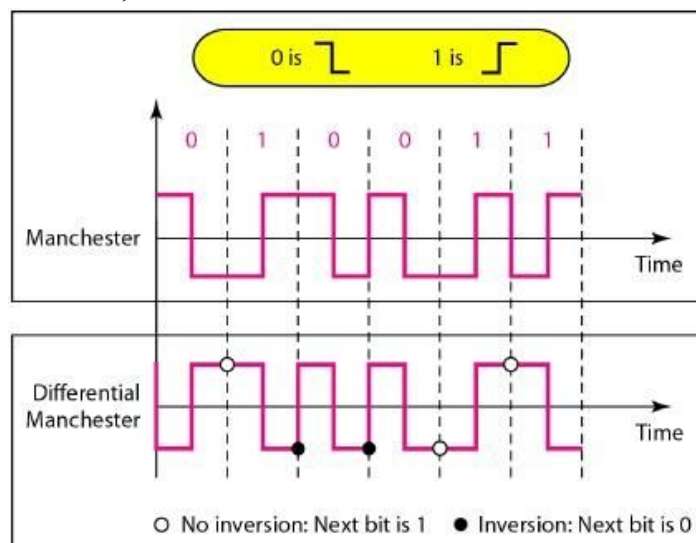 0 is 1 is
0 1 0 0 1 1
Manchester
Time
Differential
Manchester
Time
No inversion: Next bit is 1 Inversion: Next bit is 0